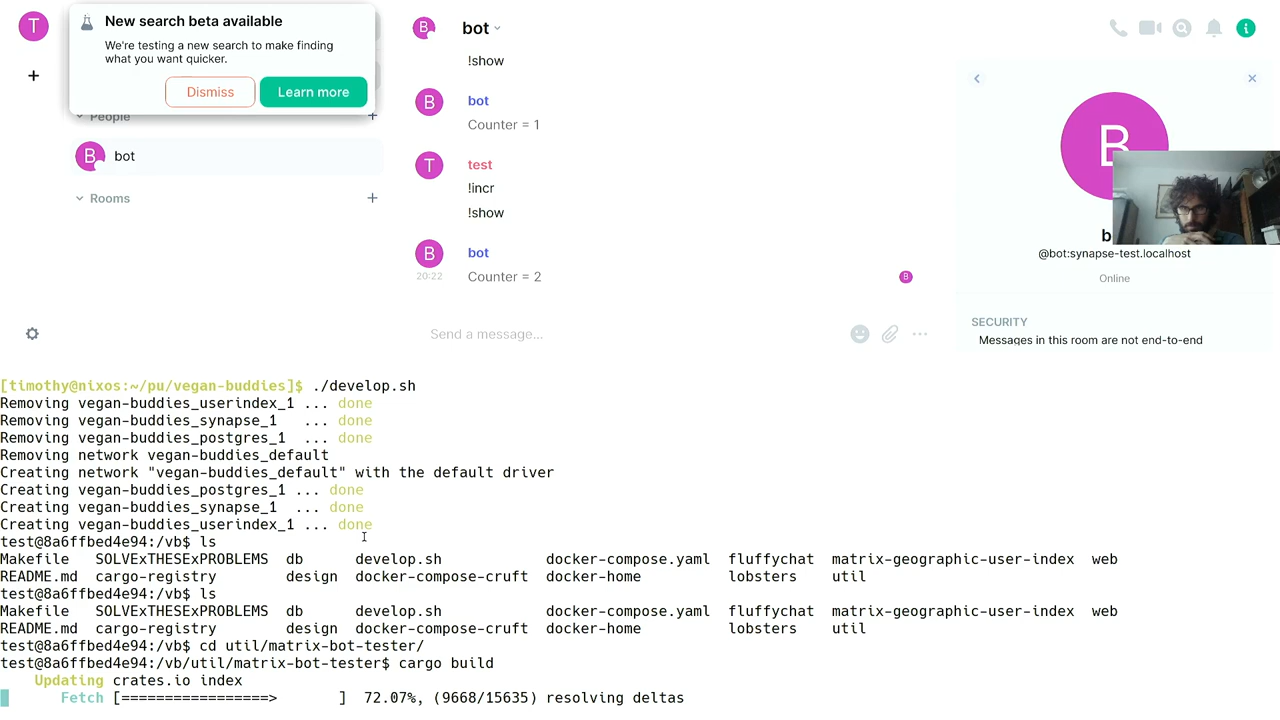 T
New search beta available
We're testing a new search to make finding
what you want quicker.
Dismiss
Learn more
+
People
+
B bot
Rooms
+
B bot
!show
B bot
Counter = 1
T test
!incr
!show
B bot
20:22 Counter = 2
B
Send a message...
B
@bot:synapse-test.localhost
Online
SECURITY
Messages in this room are not end-to-end
[timothy@nixos:~/pu/vegan-buddies]$ ./develop.sh
Removing vegan-buddies_userindex_1 ... done
Removing vegan-buddies_synapse_1   ... done
Removing vegan-buddies_postgres_1  ... done
Removing network vegan-buddies_default
Creating network "vegan-buddies_default" with the default driver
Creating vegan-buddies_postgres_1 ... done
Creating vegan-buddies_synapse_1  ... done
Creating vegan-buddies_userindex_1 ... done
test@8a6ffbed4e94:/vb$ ls
Makefile   SOLVExTHESExPROBLEMS  db      develop.sh            docker-compose.yaml  fluffychat  matrix-geographic-user-index  web
README.md  cargo-registry        design  docker-compose-cruft  docker-home          lobsters    util
test@8a6ffbed4e94:/vb$ ls
Makefile   SOLVExTHESExPROBLEMS  db      develop.sh            docker-compose.yaml  fluffychat  matrix-geographic-user-index  web
README.md  cargo-registry        design  docker-compose-cruft  docker-home          lobsters    util
test@8a6ffbed4e94:/vb$ cd util/matrix-bot-tester/
test@8a6ffbed4e94:/vb/util/matrix-bot-tester$ cargo build
Updating crates.io index
Fetch [=================>       ]  72.07%, (9668/15635) resolving deltas